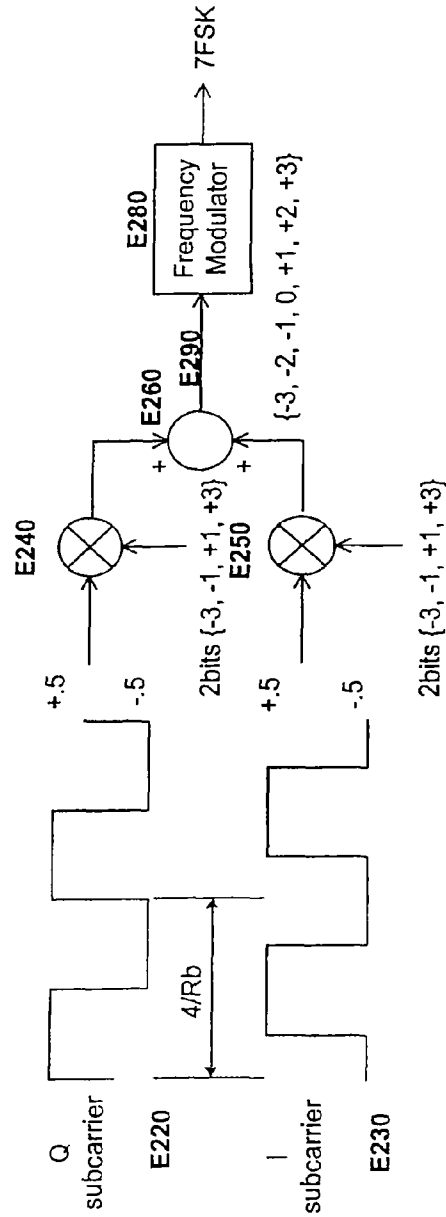 Q
subcarrier
E220
+.5
-.5
E240
2bits {-3, -1, +1, +3}
E260
E290
E280
Frequency
Modulator
7FSK
{-3, -2, -1, 0, +1, +2, +3}
4/Rb
I
subcarrier
E230
+.5
-.5
E250
2bits {-3, -1, +1, +3}
+
+